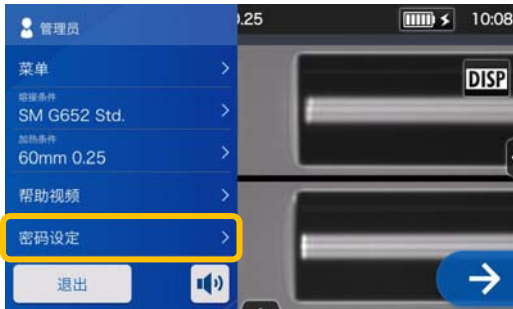 管理员
.25
10:08
菜单
DISP
熔接条件
SM G652 Std.
加热条件
60mm 0.25
帮助视频
密码设定
退出